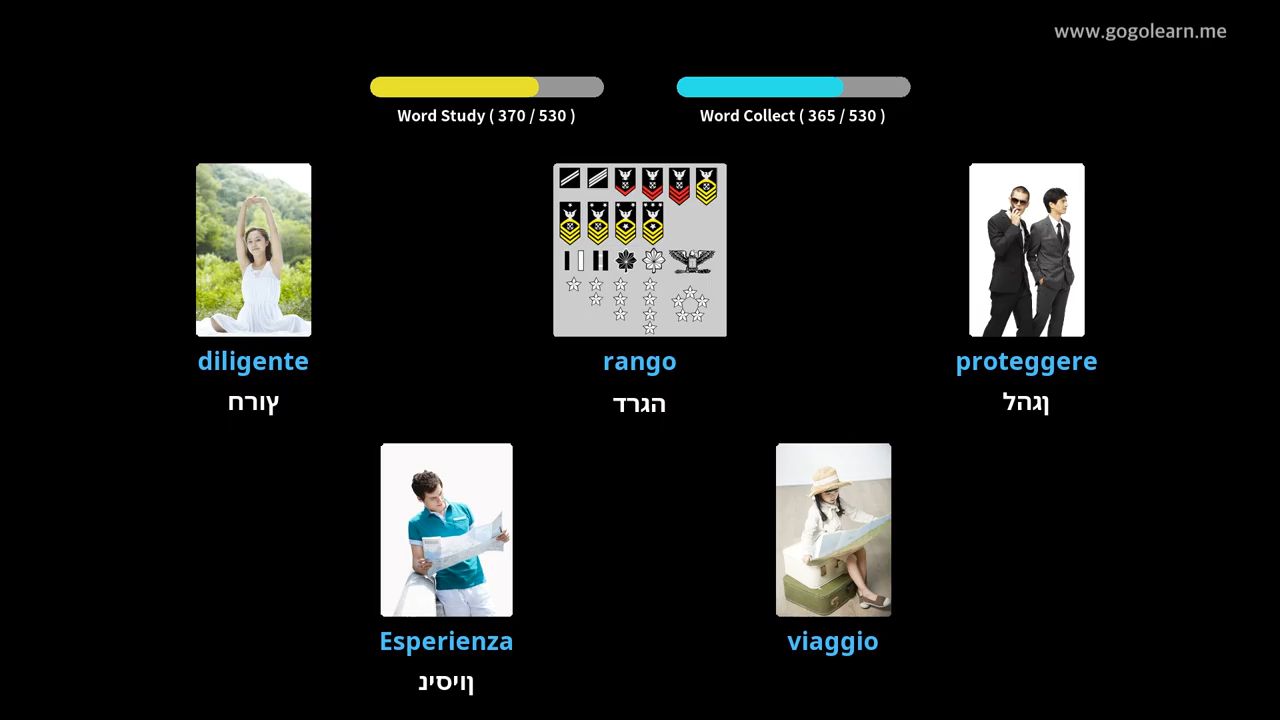 www.gogolearn.me
Word Study ( 370 / 530 )
Word Collect ( 365 / 530 )
diligente
חרוץ
rango
דרגה
proteggere
להגן
Esperienza
ניסיון
viaggio